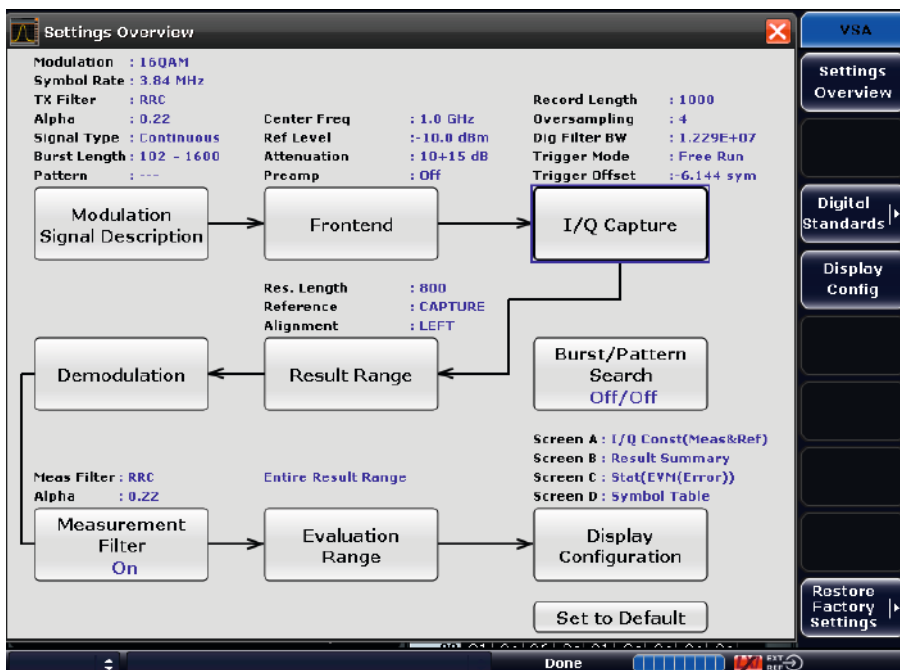 Settings Overview
Modulation : 16QAM
Symbol Rate : 3.84 MHz
TX Filter : RRC
Alpha : 0.22
Signal Type : Continuous
Burst Length : 102 - 1600
Pattern : ---
Center Freq : 1.0 GHz
Ref Level :-10.0 dBm
Attenuation : 10+15 dB
Preamp : Off
Record Length : 1000
Oversampling : 4
Dig Filter BW : 1.229E+07
Trigger Mode : Free Run
Trigger Offset :-6.144 sym
Modulation
Signal Description
Frontend
I/Q Capture
Res. Length : 800
Reference : CAPTURE
Alignment : LEFT
Demodulation
Result Range
Burst/Pattern
Search
Off/Off
Meas Filter : RRC
Alpha : 0.22
Entire Result Range
Screen A : I/Q Const(Meas&Ref)
Screen B : Result Summary
Screen C : Stat(EVM(Error))
Screen D : Symbol Table
Measurement
Filter
On
Evaluation
Range
Display
Configuration
Set to Default
VSA
Settings
Overview
Digital
Standards
Display
Config
Restore
Factory
Settings
Done
LXI
EXT
REF